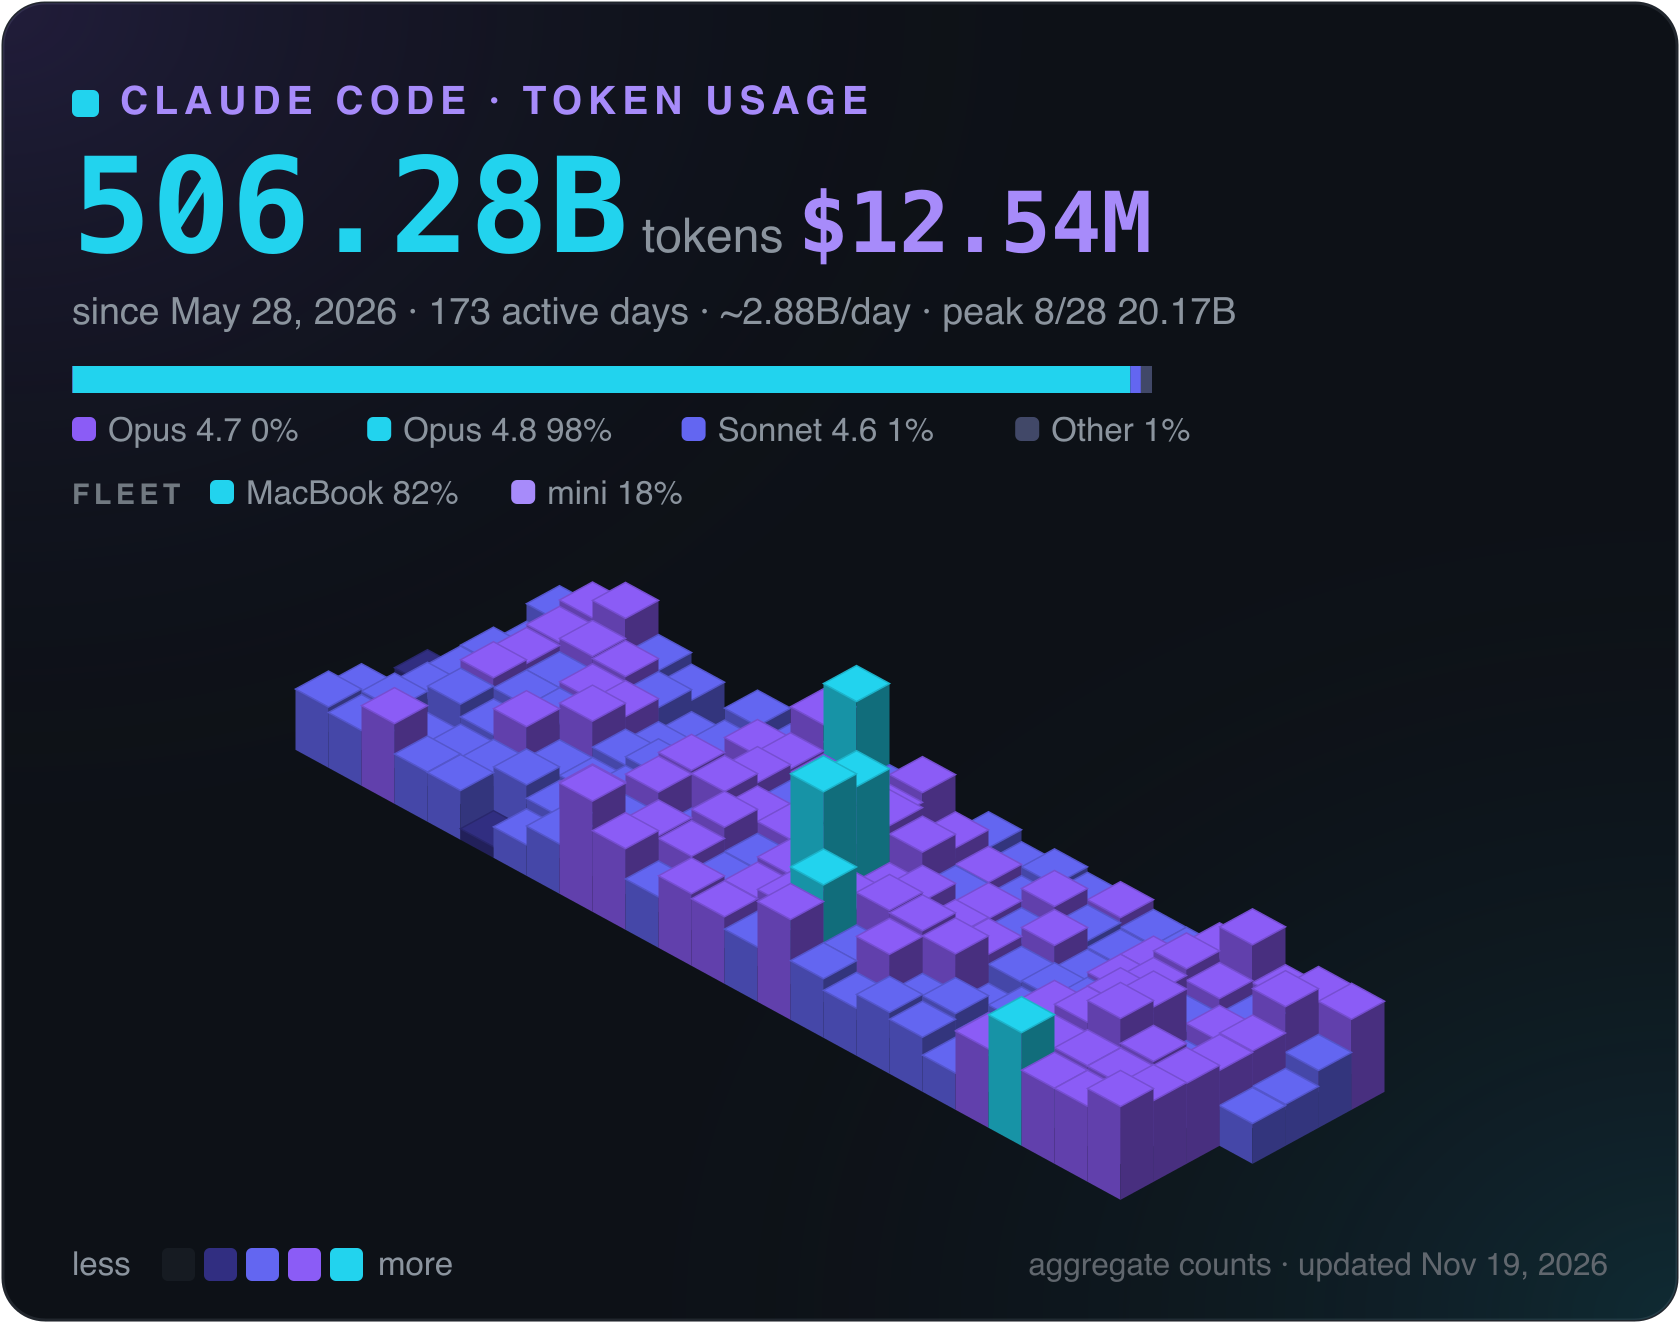 CLAUDE CODE · TOKEN USAGE
506.28B tokens $12.54M
since May 28, 2026 · 173 active days · ~2.88B/day · peak 8/28 20.17B
Opus 4.7 0% Opus 4.8 98% Sonnet 4.6 1% Other 1%
FLEET MacBook 82% mini 18%
less more
aggregate counts · updated Nov 19, 2026